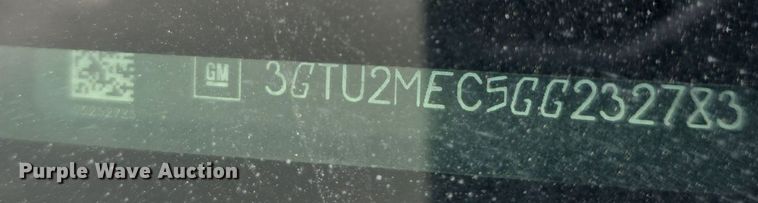 GM 3GTU2MEC5GG232783
Purple Wave Auction